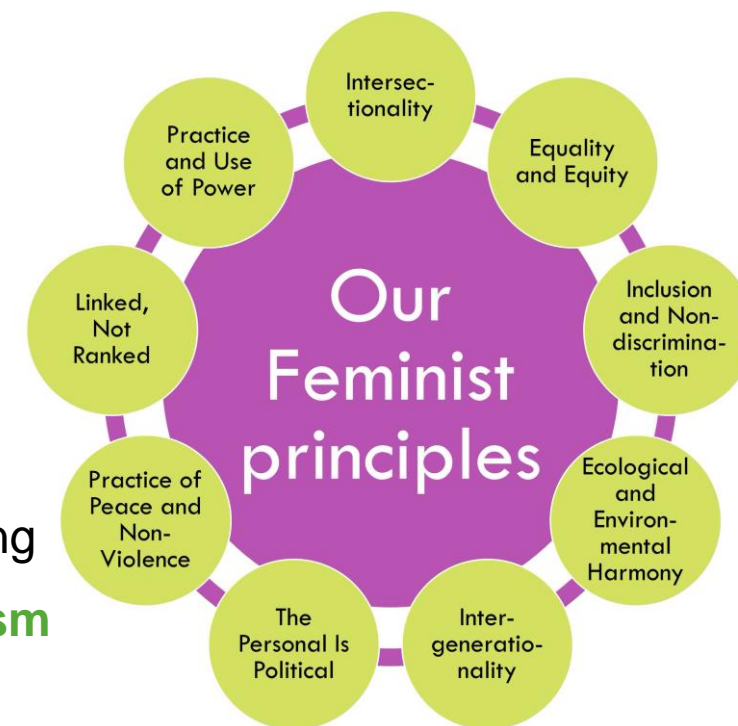 Our
Feminist
principles
Intersec-
tionality
Equality
and Equity
Inclusion
and Non-
discrimina-
tion
Ecological
and
Environ-
mental
Harmony
Inter-
generatio-
nality
The
Personal Is
Political
Practice of
Peace and
Non-
Violence
Linked,
Not
Ranked
Practice
and Use
of Power